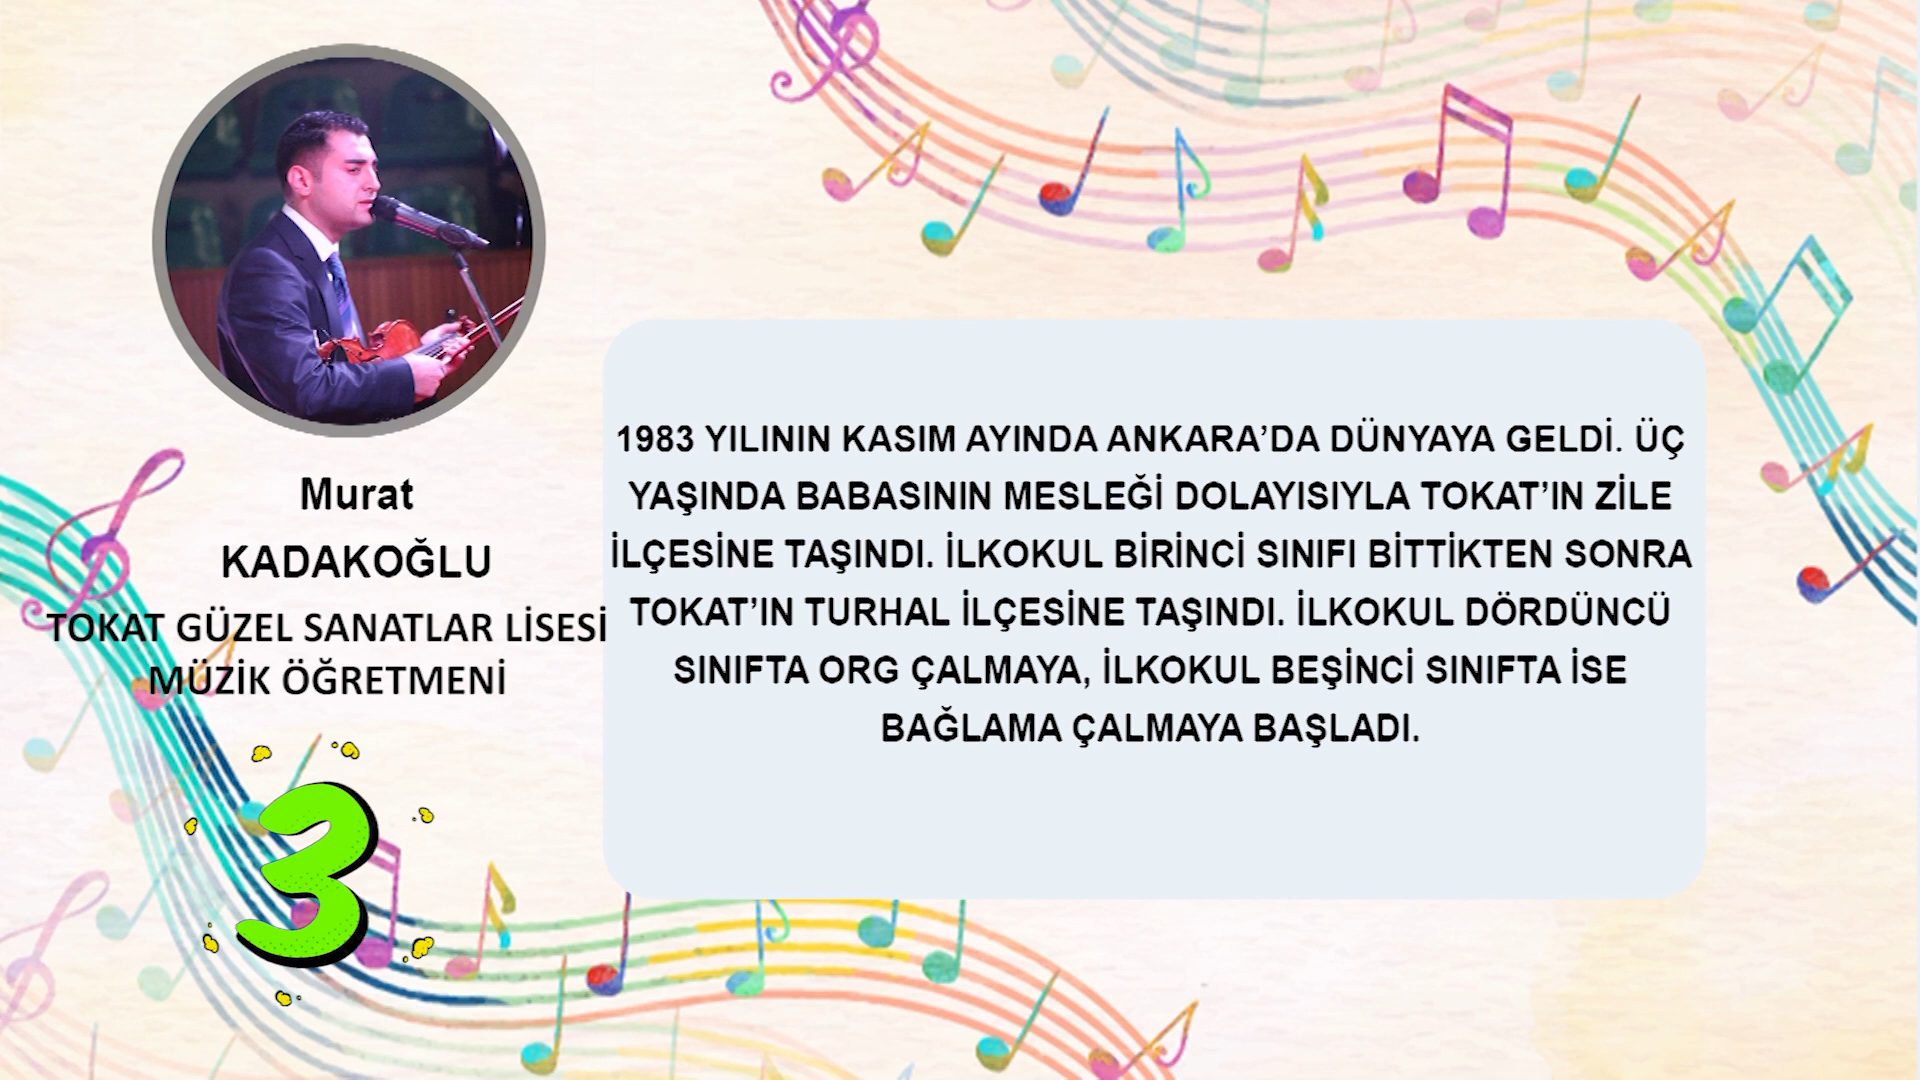 Murat
KADAKOĞLU
TOKAT GÜZEL SANATLAR LİSESİ
MÜZİK ÖĞRETMENİ
3
1983 YILININ KASIM AYINDA ANKARA’DA DÜNYAYA GELDİ. ÜÇ
YAŞINDA BABASININ MESLEĞİ DOLAYISIYLA TOKAT’IN ZİLE
İLÇESİNE TAŞINDI. İLKOKUL BİRİNCİ SINIFI BİTTİKTEN SONRA
TOKAT’IN TURHAL İLÇESİNE TAŞINDI. İLKOKUL DÖRDÜNCÜ
SINIFTA ORG ÇALMAYA, İLKOKUL BEŞİNCİ SINIFTA İSE
BAĞLAMA ÇALMAYA BAŞLADI.